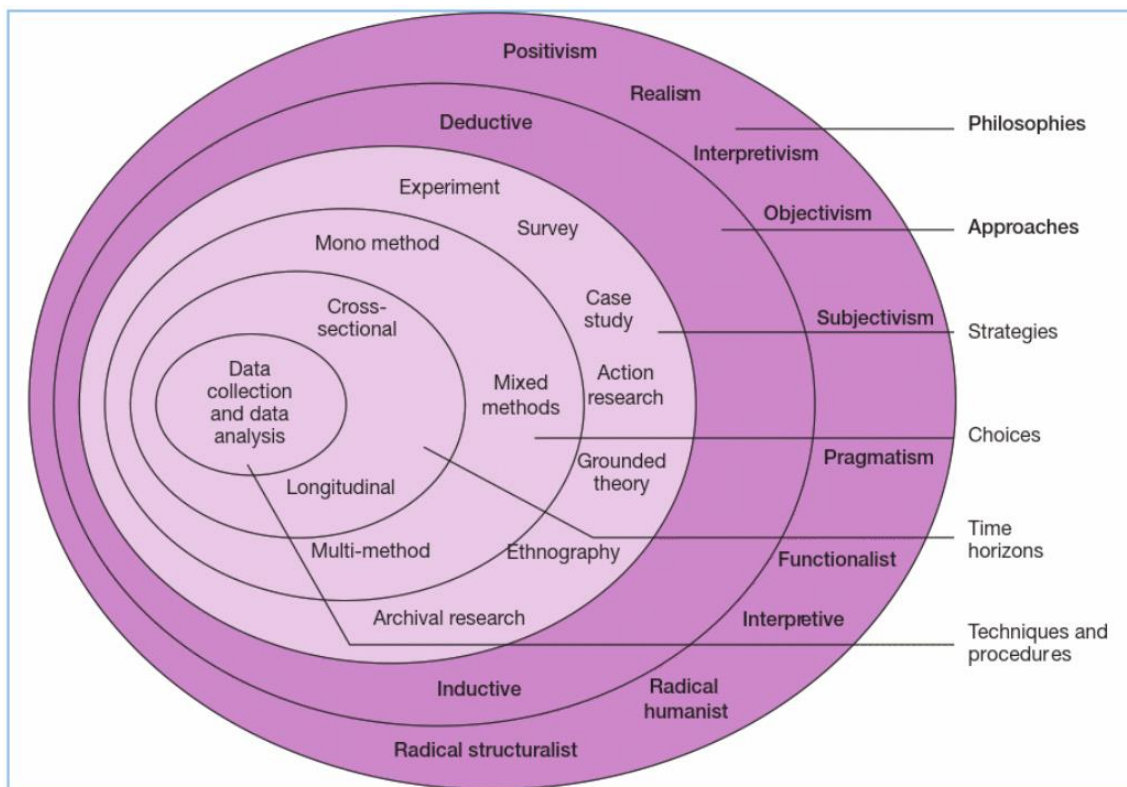 Positivism
Realism
Philosophies
Deductive
Interpretivism
Experiment
Objectivism
Approaches
Survey
Mono method
Case
study
Cross-
sectional
Subjectivism
Strategies
Data
collection
and data
analysis
Mixed
methods
Action
research
Choices
Pragmatism
Grounded
theory
Longitudinal
Time
horizons
Multi-method
Ethnography
Functionalist
Archival research
Interpretive
Techniques and
procedures
Inductive
Radical
humanist
Radical structuralist